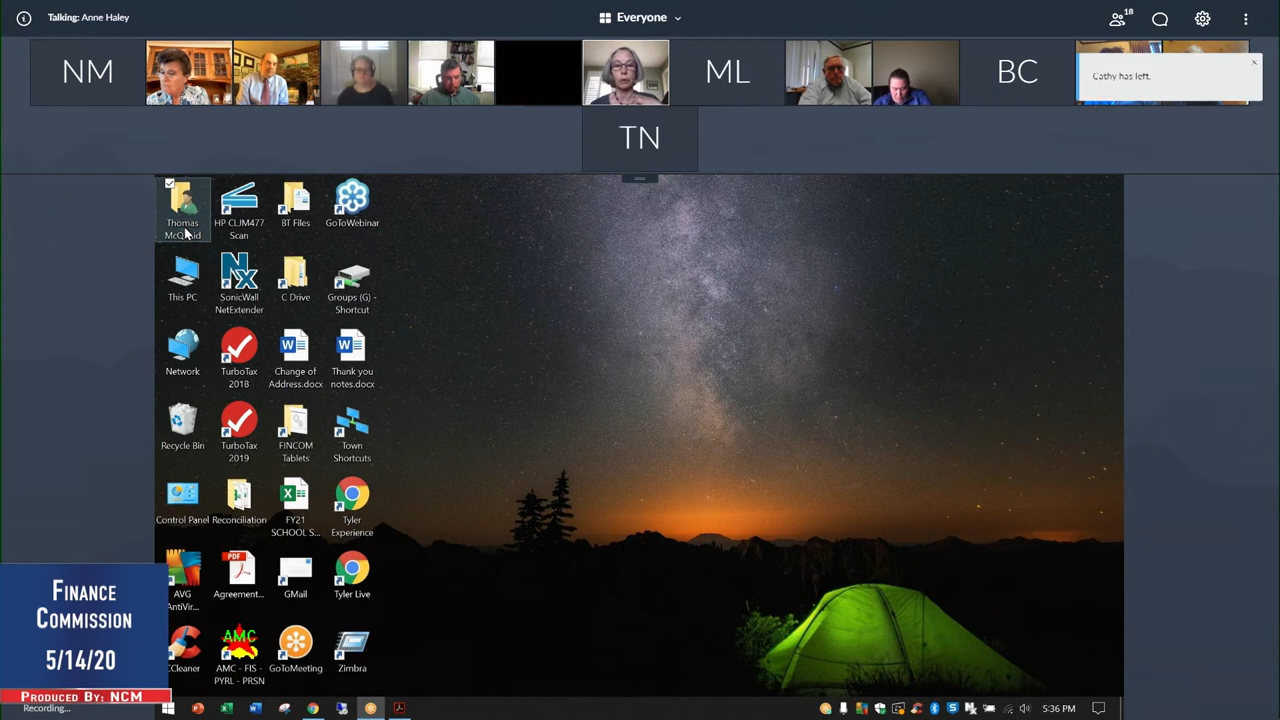 Talking: Anne Haley
Everyone
18
NM
ML
BC
Cathy has left.
TN
Thomas
HP CLJM477
Scan
BT Files
GoToWebinar
This PC
SonicWall
NetExtender
C Drive
Groups (G) -
Shortcut
Network
TurboTax
2018
Change of
Address.docx
Thank you
notes.docx
Recycle Bin
TurboTax
2019
FINCOM
Tablets
Town
Shortcuts
Control Panel
Reconciliation
FY21
SCHOOL S...
Tyler
Experience
AVG
AntiVir...
PDF
Agreement...
GMail
Tyler Live
CCleaner
AMC
AMC - FIS -
PYRL - PRSN
GoToMeeting
Zimbra
FINANCE
COMMISSION
5/14/20
PRODUCED BY: NCM
Recording...
5:36 PM